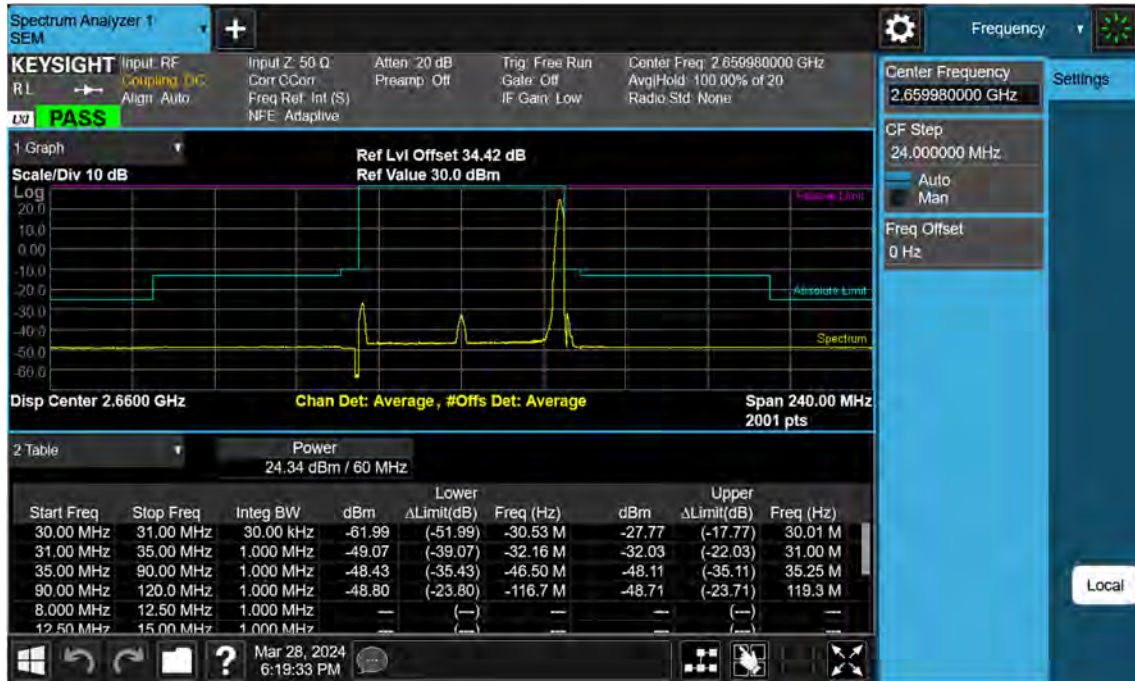 Spectrum Analyzer 1
SEM
Frequency
KEYSIGHT
Input: RF
Coupling: DC
Align: Auto
Input Z: 50 Ω
Corr CCorr
Freq Ref: Int (S)
NFE: Adaptive
Atten: 20 dB
Preamp: Off
Trig: Free Run
Gate: Off
IF Gain: Low
Center Freq: 2.659980000 GHz
Avg|Hold: 100.00% of 20
Radio Std: None
R L
LXI
PASS
Center Frequency
2.659980000 GHz
Settings
CF Step
24.000000 MHz
Auto
Man
Freq Offset
0 Hz
1 Graph
Scale/Div 10 dB
Ref Lvl Offset 34.42 dB
Ref Value 30.0 dBm
Log
20.0
10.0
0.00
-10.0
-20.0
-30.0
-40.0
-50.0
-60.0
Relative Limit
Absolute Limit
Spectrum
Disp Center 2.6600 GHz
Chan Det: Average, #Offs Det: Average
Span 240.00 MHz
2001 pts
2 Table
Power
24.34 dBm / 60 MHz
Lower Upper
Start Freq Stop Freq Integ BW dBm ΔLimit(dB) Freq (Hz) dBm ΔLimit(dB) Freq (Hz)
30.00 MHz 31.00 MHz 30.00 kHz -61.99 (-51.99) -30.53 M -27.77 (-17.77) 30.01 M
31.00 MHz 35.00 MHz 1.000 MHz -49.07 (-39.07) -32.16 M -32.03 (-22.03) 31.00 M
35.00 MHz 90.00 MHz 1.000 MHz -48.43 (-35.43) -46.50 M -48.11 (-35.11) 35.25 M
90.00 MHz 120.0 MHz 1.000 MHz -48.80 (-23.80) -116.7 M -48.71 (-23.71) 119.3 M
8.000 MHz 12.50 MHz 1.000 MHz --- (---) --- --- (---) ---
12.50 MHz 15.00 MHz 1.000 MHz --- (---) --- --- (---) ---
Local
?
Mar 28, 2024
6:19:33 PM